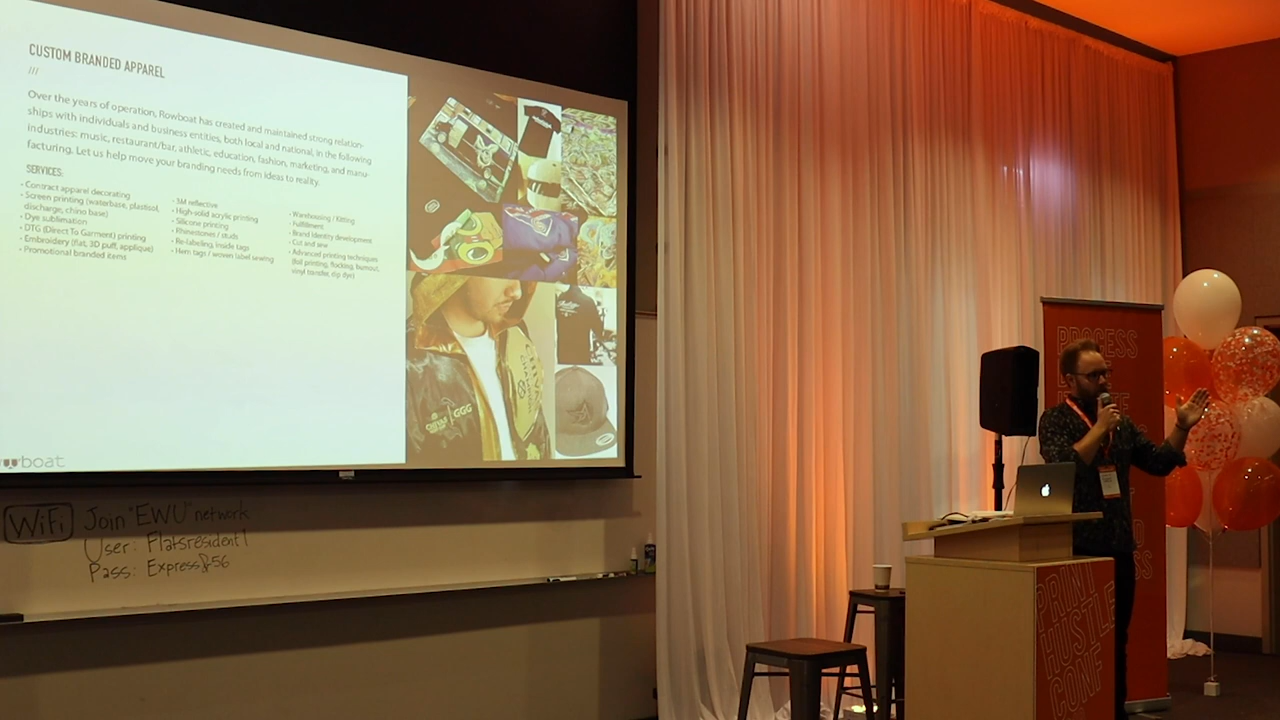 CUSTOM BRANDED APPAREL
///
Over the years of operation, Rowboat has created and maintained strong relation-
ships with individuals and business entities, both local and national, in the following
industries: music, restaurant/bar, athletic, education, fashion, marketing, and manu-
facturing. Let us help move your branding needs from ideas to reality.
SERVICES:
• Contract apparel decorating
• Screen printing (waterbase, plastisol,
discharge, chino base)
• Dye sublimation
• DTG (Direct To Garment) printing
• Embroidery (flat, 3D puff, applique)
• Promotional branded items
• 3M reflective
• High-solid acrylic printing
• Silicone printing
• Rhinestones / studs
• Re-labeling, inside tags
• Hem tags / woven label sewing
• Warehousing / Kitting
• Fulfillment
• Brand identity development
• Cut and sew
• Advanced printing techniques
(foil printing, flocking, burnout,
vinyl transfer, dip dye)
GGG
boat
WiFi Join "EWU" network
User: Flatsresident1
Pass: Express&56
PROCESS
PRINT
HUSTLE
CONF